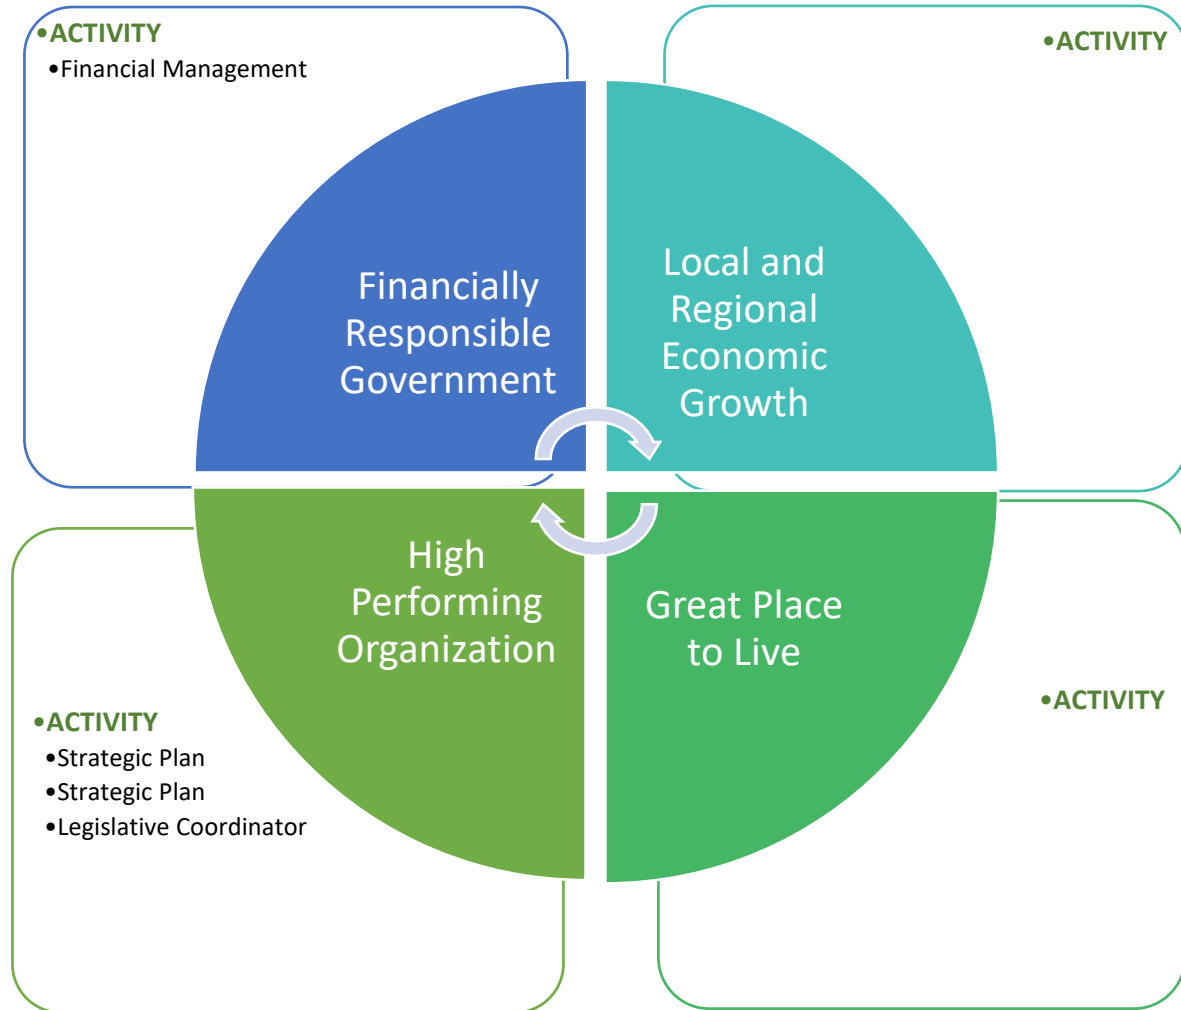 •ACTIVITY
•Financial Management
•ACTIVITY
Financially
Responsible
Government
Local and
Regional
Economic
Growth
High
Performing
Organization
Great Place
to Live
•ACTIVITY
•Strategic Plan
•Strategic Plan
•Legislative Coordinator
•ACTIVITY